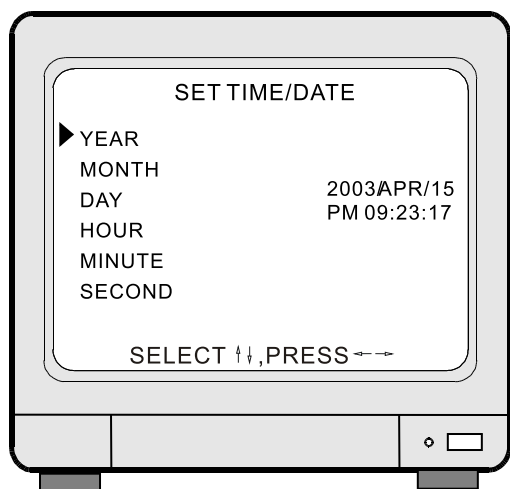 SET TIME/DATE
YEAR
MONTH
DAY
HOUR
MINUTE
SECOND
2003/APR/15
PM 09:23:17
SELECT ↑↓,PRESS ←→